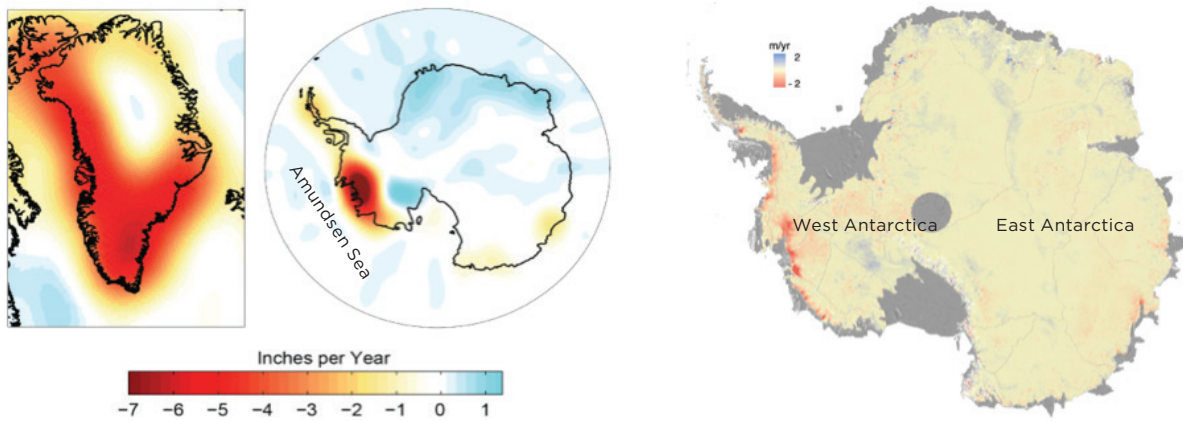 Amundsen Sea
Inches per Year
−7 −6 −5 −4 −3 −2 −1 0 1
m/yr
2
- 2
West Antarctica
East Antarctica